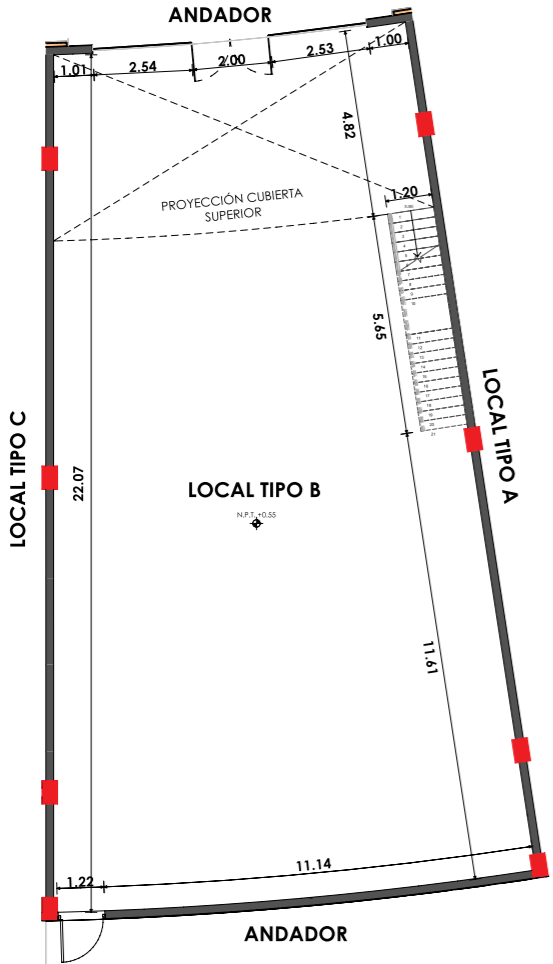 ANDADOR
1.01
2.54
2.00
2.53
1.00
4.82
PROYECCIÓN CUBIERTA
SUPERIOR
1.20
5.65
LOCAL TIPO C
22.07
LOCAL TIPO B
N.P.T. +0.55
LOCAL TIPO A
11.61
1.22
11.14
ANDADOR